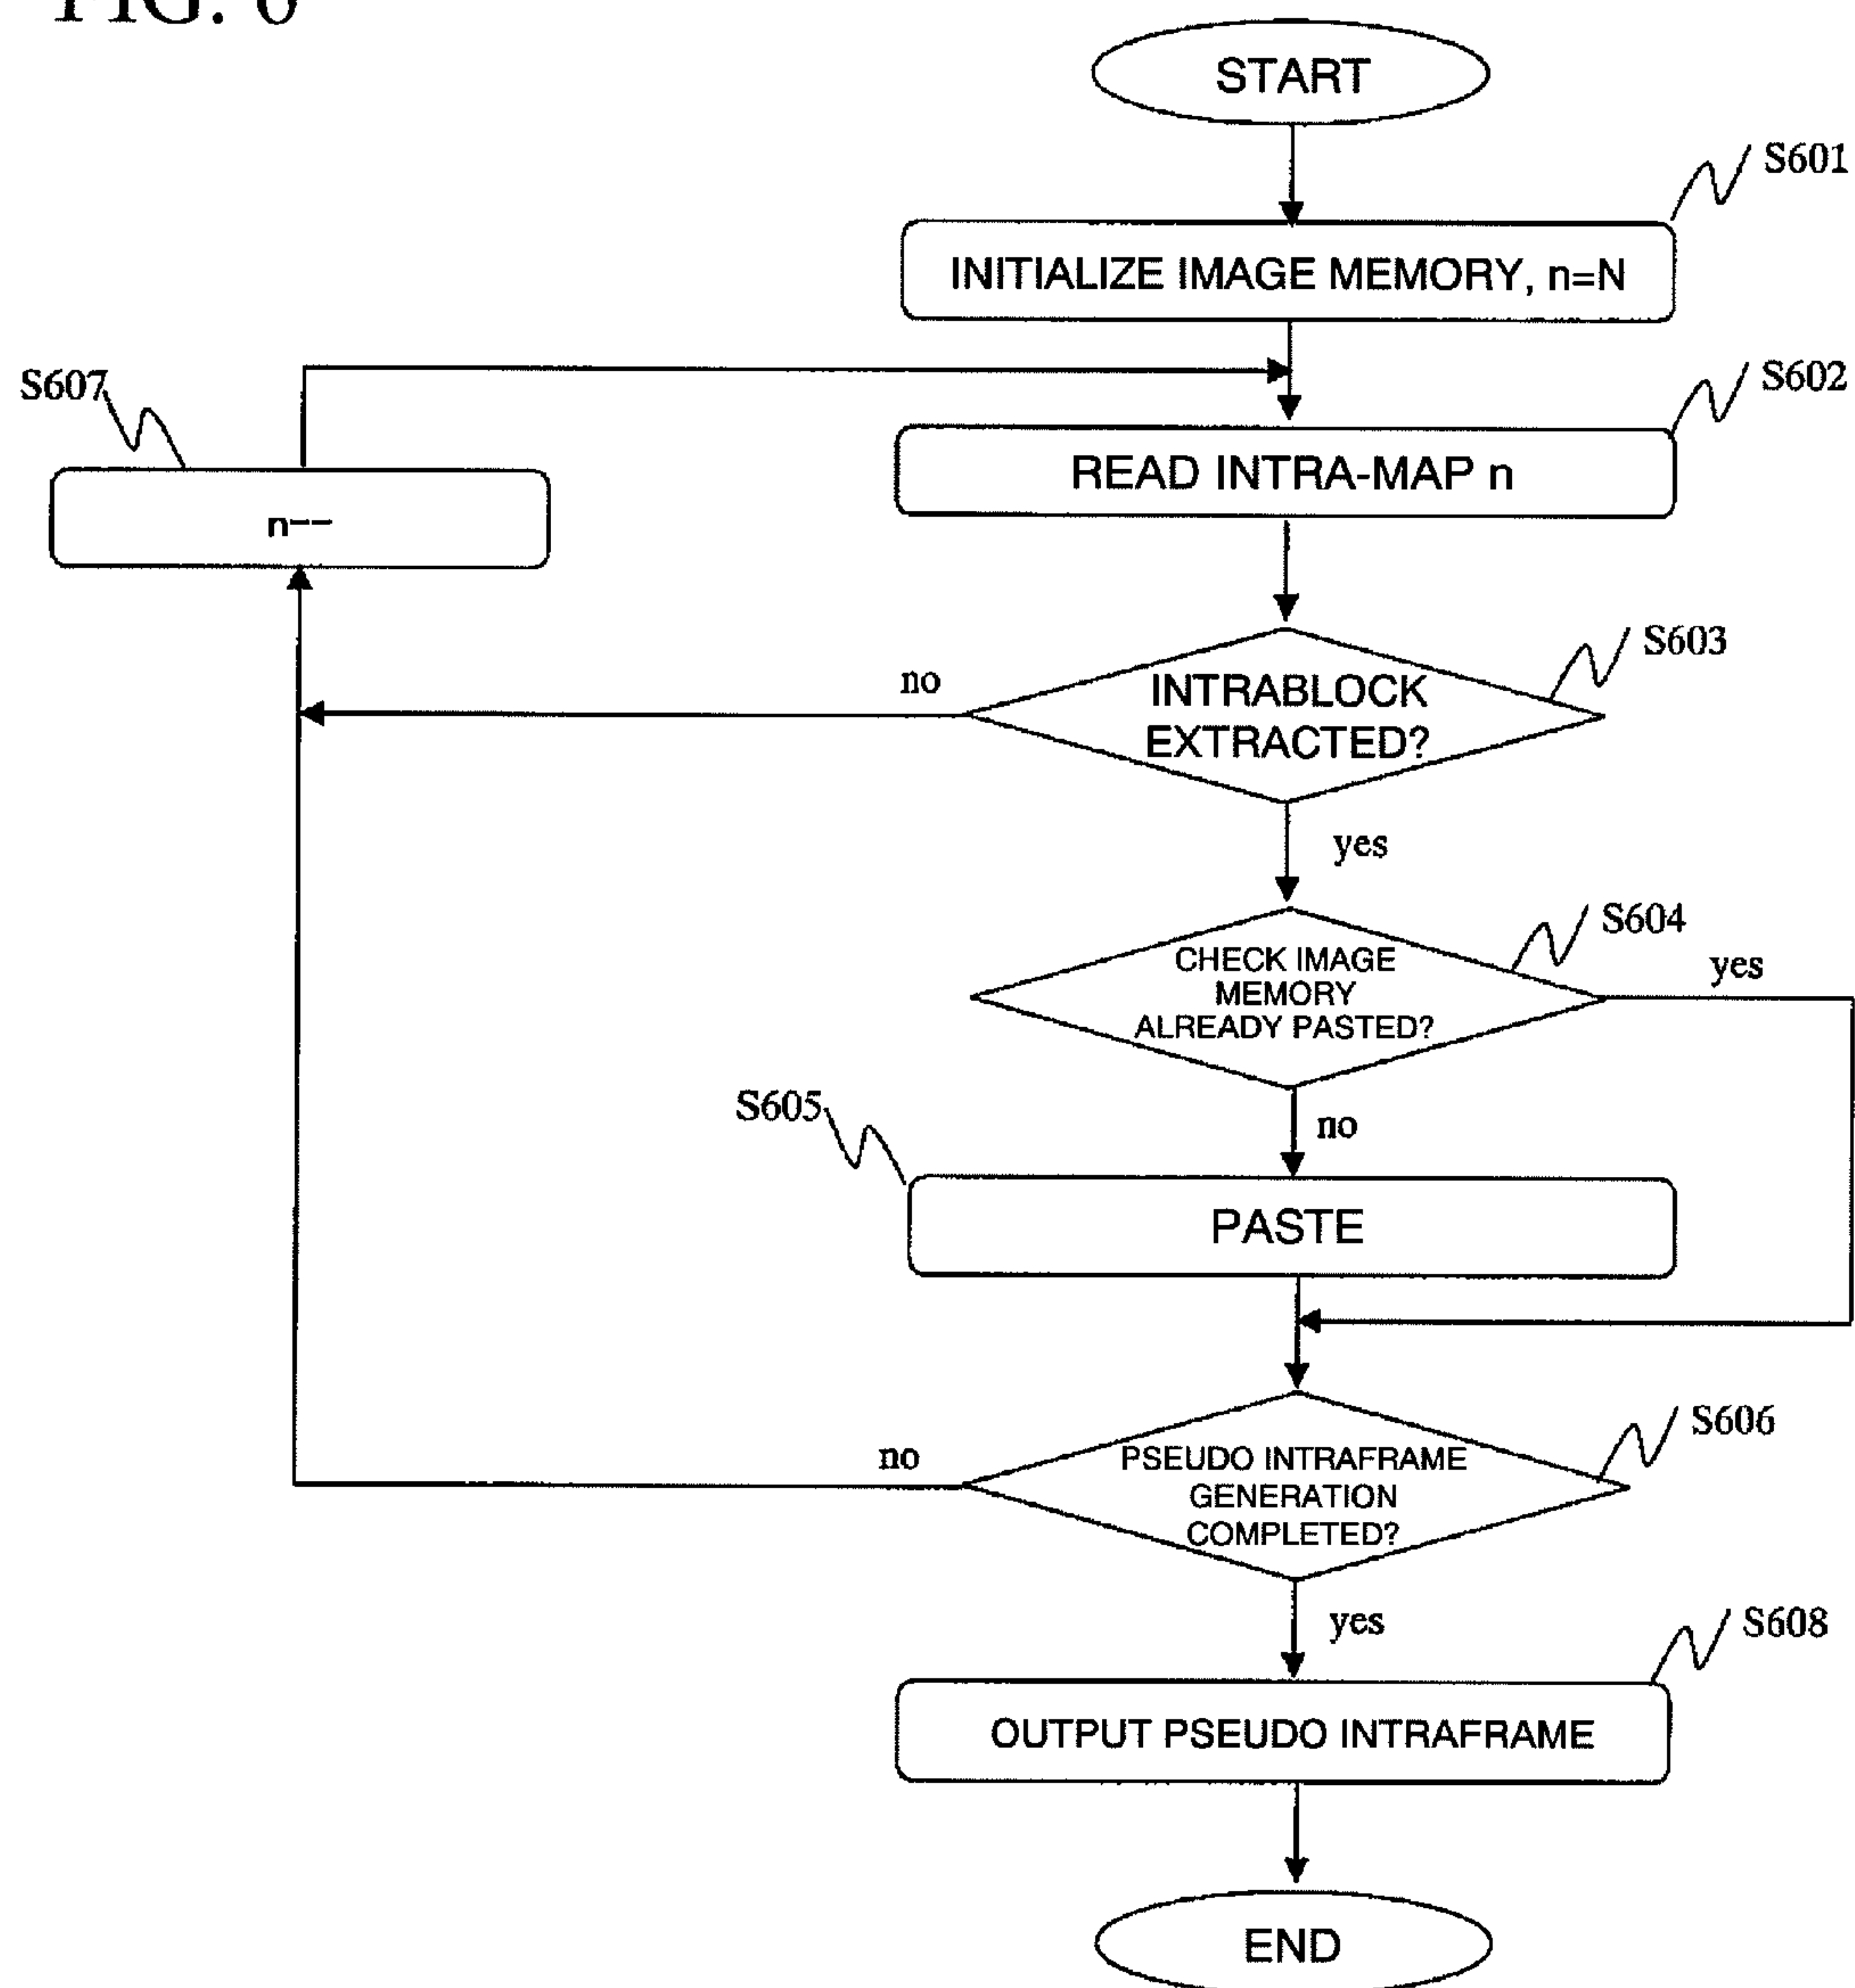 FIG. 6
START
S601
INITIALIZE IMAGE MEMORY, n=N
S607
S602
READ INTRA-MAP n
n--
S603
no
INTRABLOCK
EXTRACTED?
yes
S604
CHECK IMAGE
MEMORY
ALREADY PASTED?
yes
S605
no
PASTE
S606
no
PSEUDO INTRAFRAME
GENERATION
COMPLETED?
yes
S608
OUTPUT PSEUDO INTRAFRAME
END